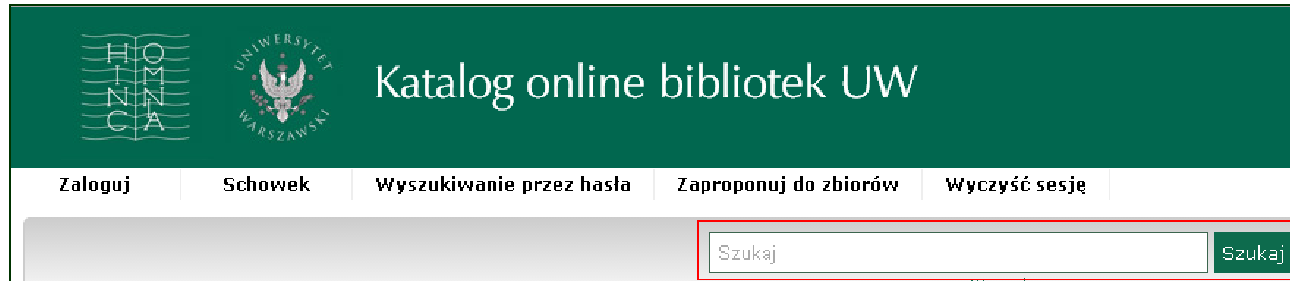 HINC OMNIA
UNIWERSYTET WARSZAWSKI
Katalog online bibliotek UW
Zaloguj Schowek Wyszukiwanie przez hasła Zaproponuj do zbiorów Wyczyść sesję
Szukaj Szukaj